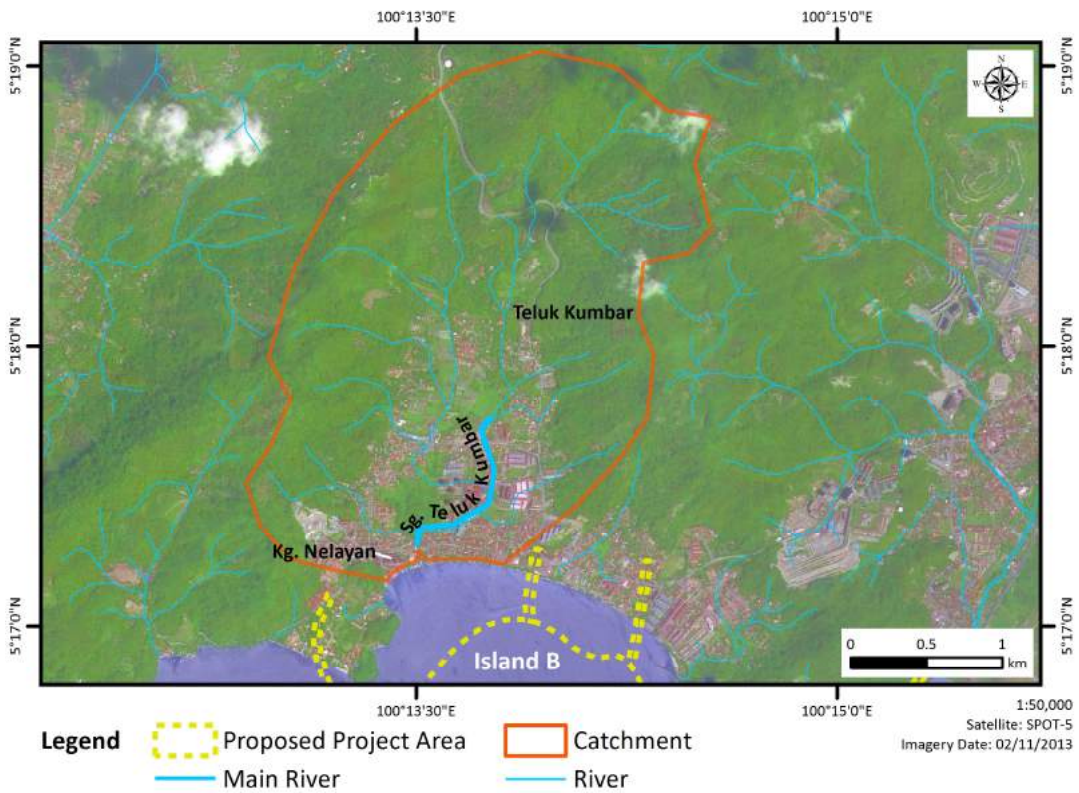 100°13'30"E 100°15'0"E
5°19'0"N 5°19'0"N
N
W E
S
Teluk Kumbar
5°18'0"N 5°18'0"N
Sg. Teluk Kumbar
Kg. Nelayan
5°17'0"N 5°17'0"N
Island B
0 0.5 1
km
100°13'30"E 100°15'0"E
1:50,000
Satellite: SPOT-5
Imagery Date: 02/11/2013
Legend Proposed Project Area Catchment
Main River River